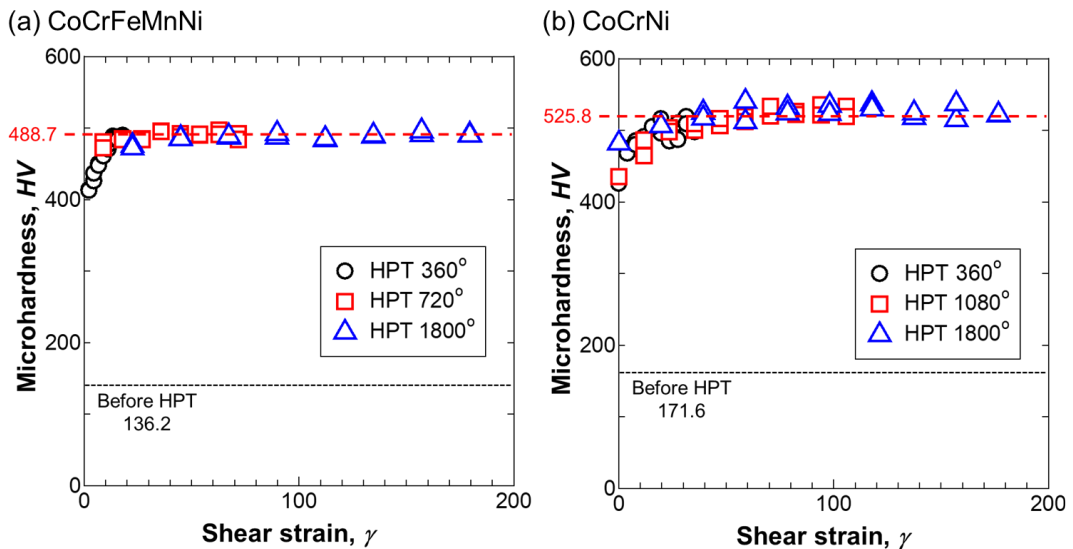 (a) CoCrFeMnNi
600
488.7
400
200
0
Microhardness, HV
HPT 360°
HPT 720°
HPT 1800°
Before HPT
136.2
0
100
200
Shear strain, γ
(b) CoCrNi
600
525.8
400
200
0
Microhardness, HV
HPT 360°
HPT 1080°
HPT 1800°
Before HPT
171.6
0
100
200
Shear strain, γ